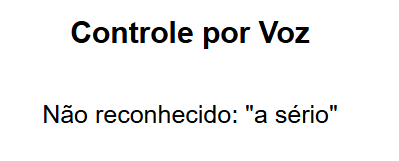 Controle por Voz
Não reconhecido: "a sério"